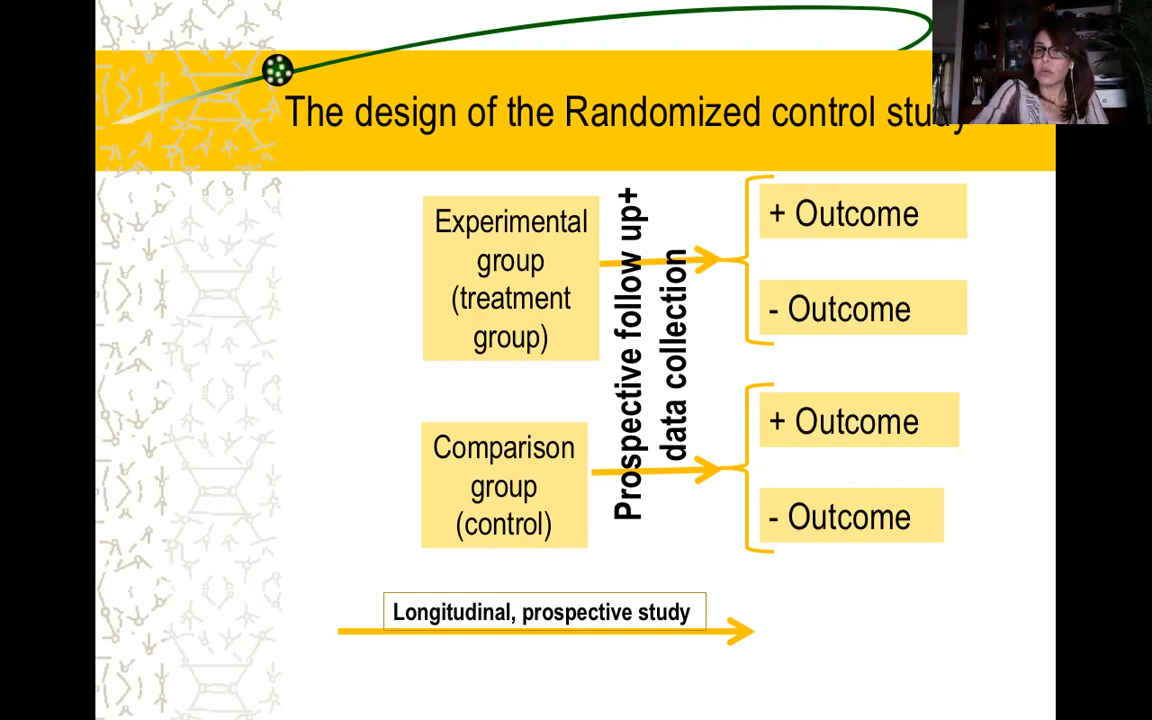 The design of the Randomized control study
Experimental
group
(treatment
group)
Prospective follow up+
data collection
+ Outcome
- Outcome
Comparison
group
(control)
+ Outcome
- Outcome
Longitudinal, prospective study